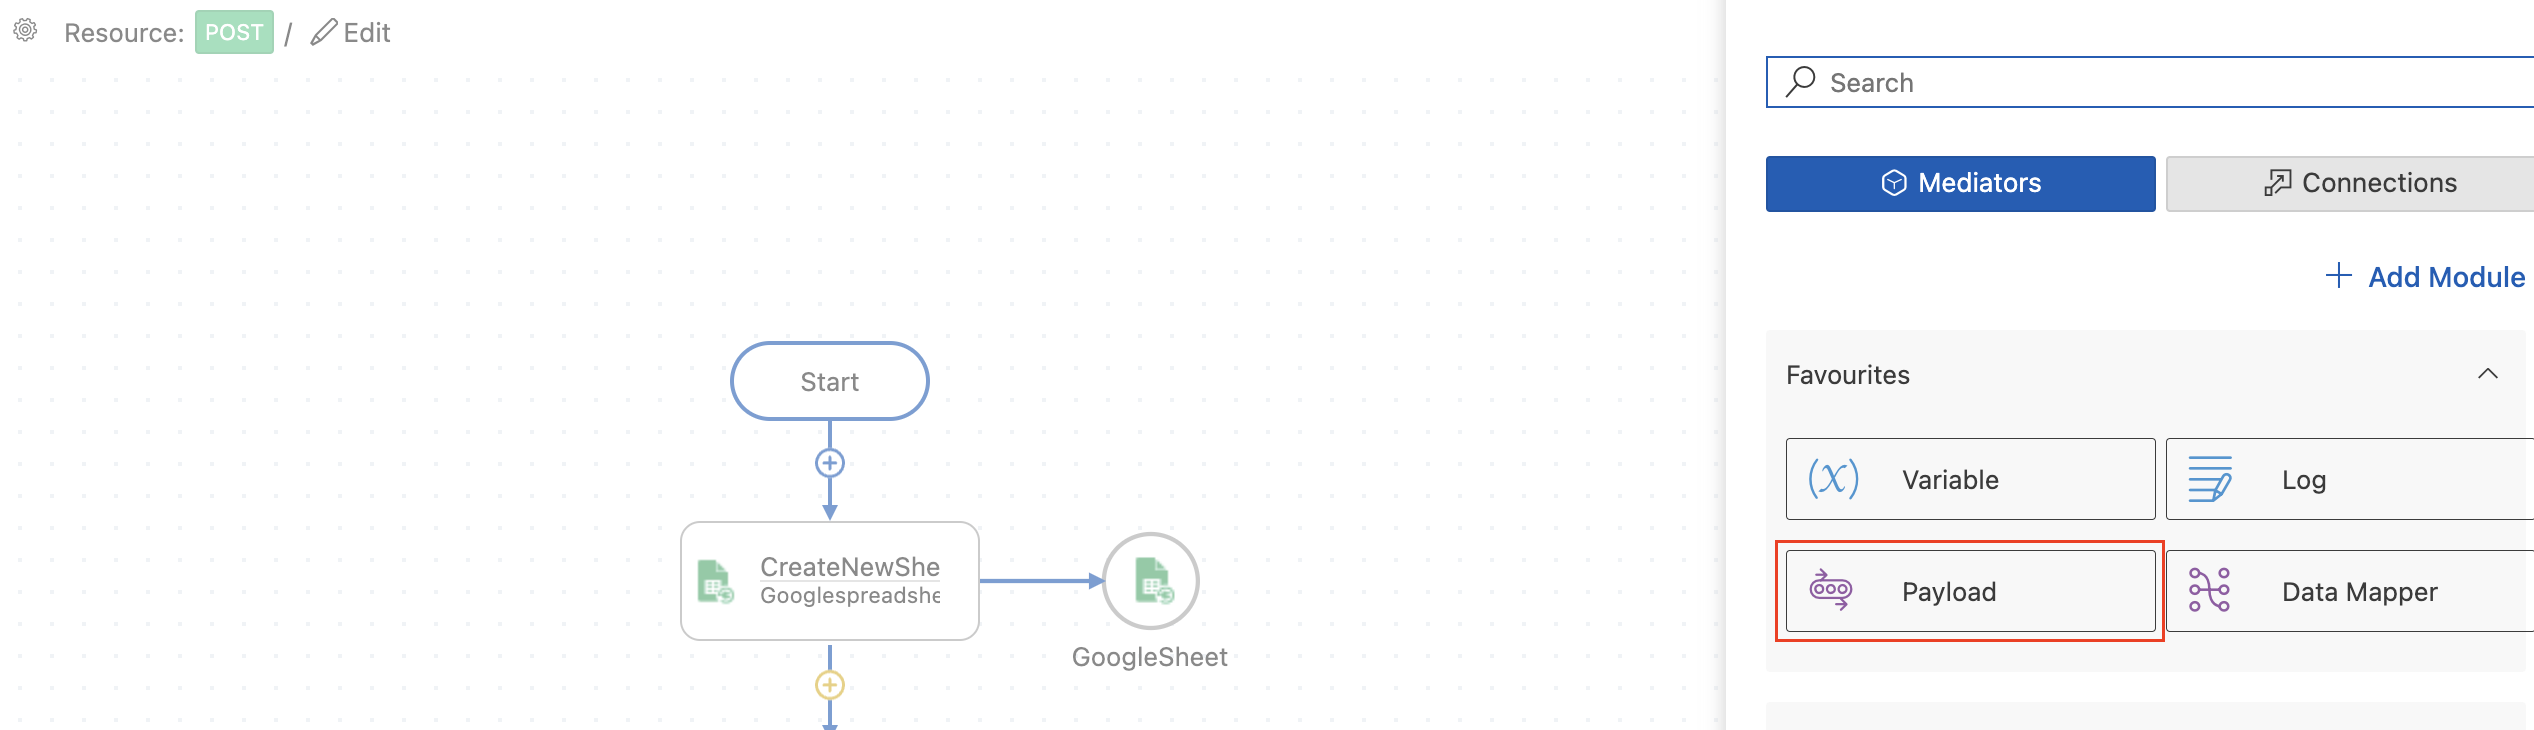 Resource: POST / Edit
Search
Mediators
Connections
+ Add Module
Favourites
Variable
Log
Payload
Data Mapper
Start
CreateNewShe
Googlespreadshe
GoogleSheet